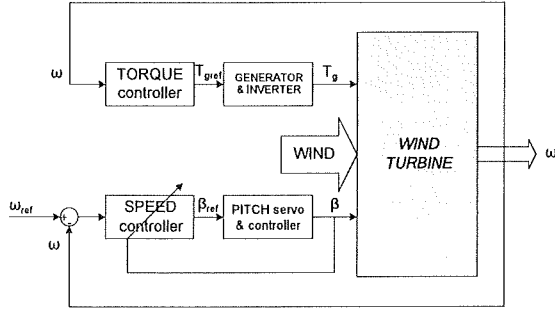 ω
TORQUE
controller
T_gref
GENERATOR
& INVERTER
T_g
WIND
WIND
TURBINE
ω
ω_ref
+
-
ω
SPEED
controller
β_ref
PITCH servo
& controller
β